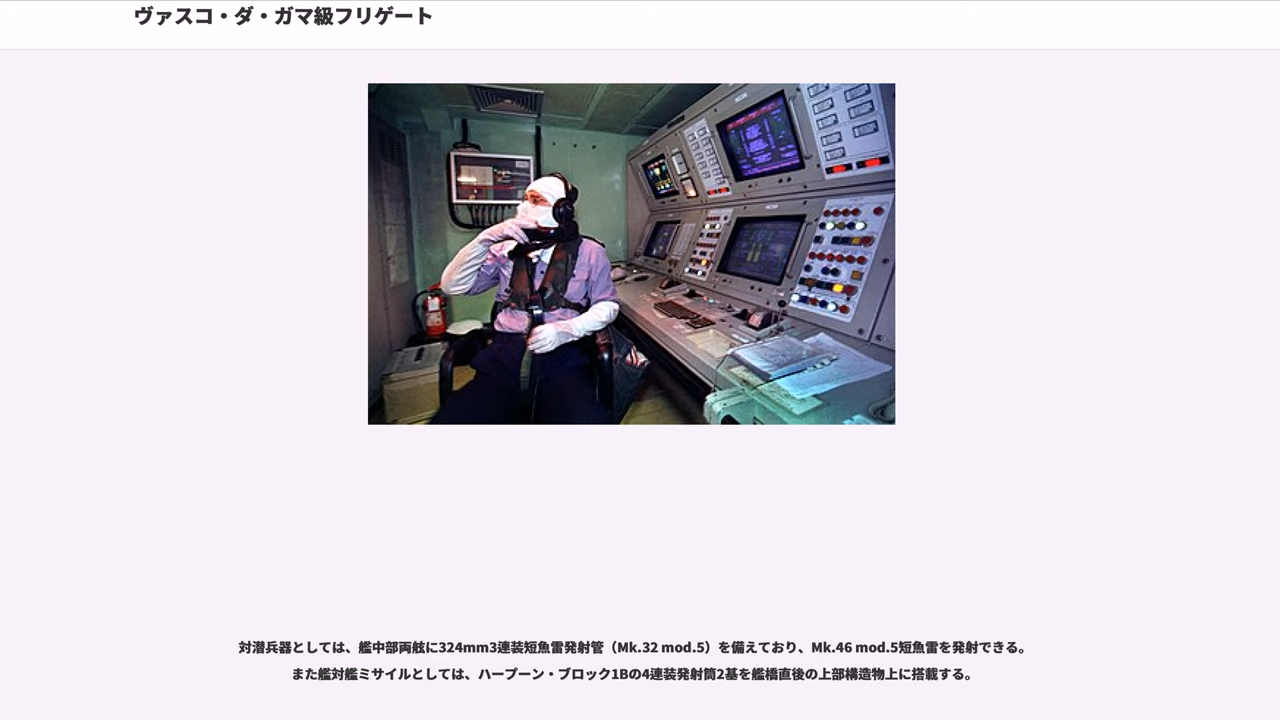 ヴァスコ・ダ・ガマ級フリゲート
対潜兵器としては、艦中部両舷に324mm3連装短魚雷発射管（Mk.32 mod.5）を備えており、Mk.46 mod.5短魚雷を発射できる。
また艦対艦ミサイルとしては、ハープーン・ブロック1Bの4連装発射筒2基を艦橋直後の上部構造物上に搭載する。